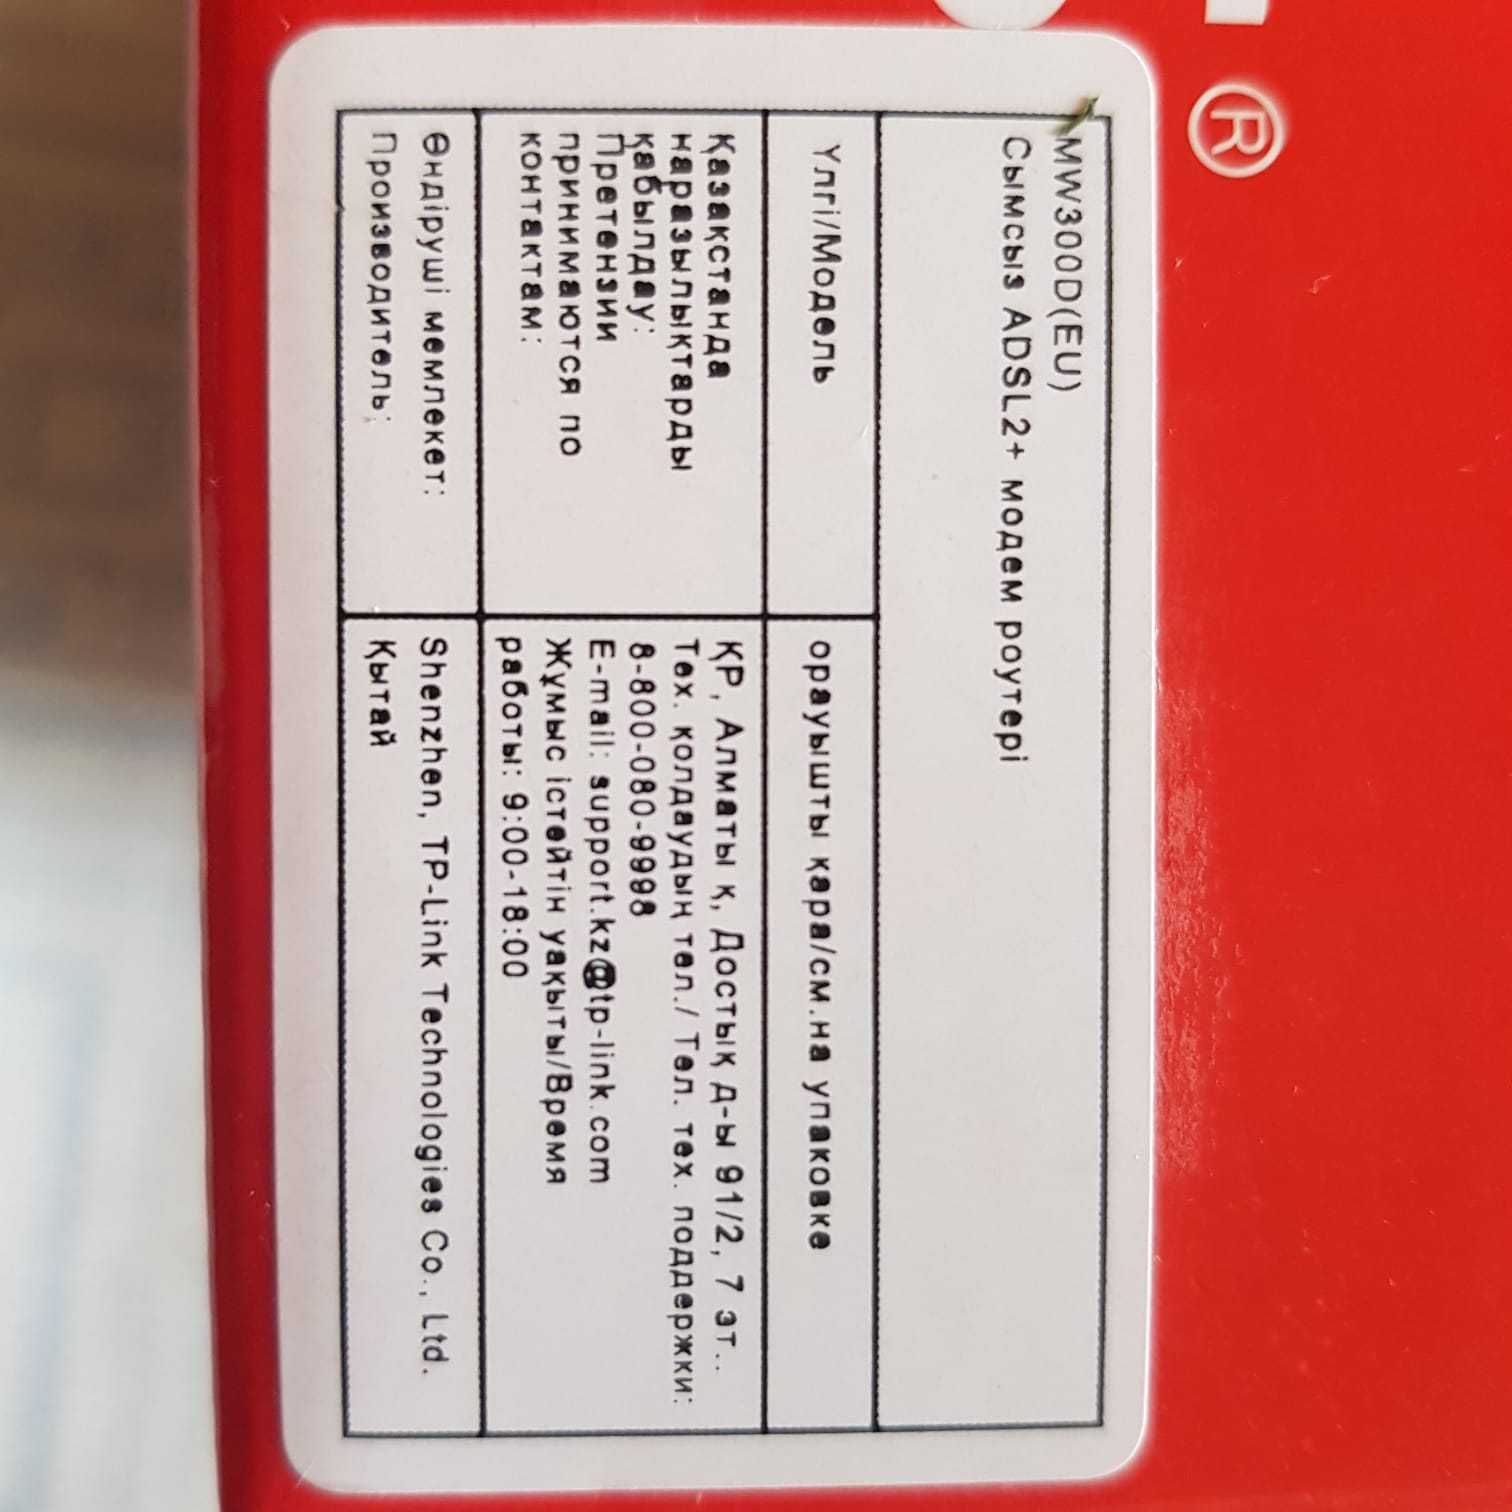 ®
MW300D(EU)
Сымсыз ADSL2+ модем роутері
Үлгі/Модель
орауышты қара/см.на упаковке
Қазақстанда
наразылықтарды
қабылдау:
Претензии
принимаются по
контактам:
ҚР, Алматы қ, Достық д-ы 91/2, 7 эт..
Тех. қолдаудың тел./ Тел. тех. поддержки:
8-800-080-9998
E-mail: support.kz@tp-link.com
Жұмыс істейтін уақыты/Время
работы: 9:00-18:00
Өндіруші мемлекет:
Производитель:
Shenzhen, TP-Link Technologies Co., Ltd.
Қытай